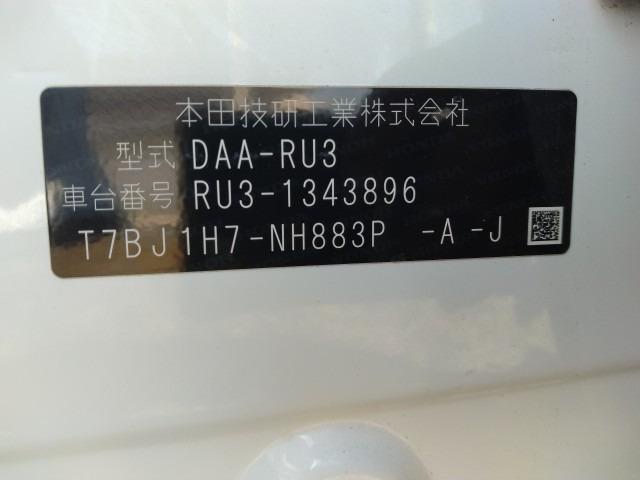 本田技研工業株式会社
型式 DAA-RU3
車台番号 RU3-1343896
T7BJ1H7-NH883P -A -J